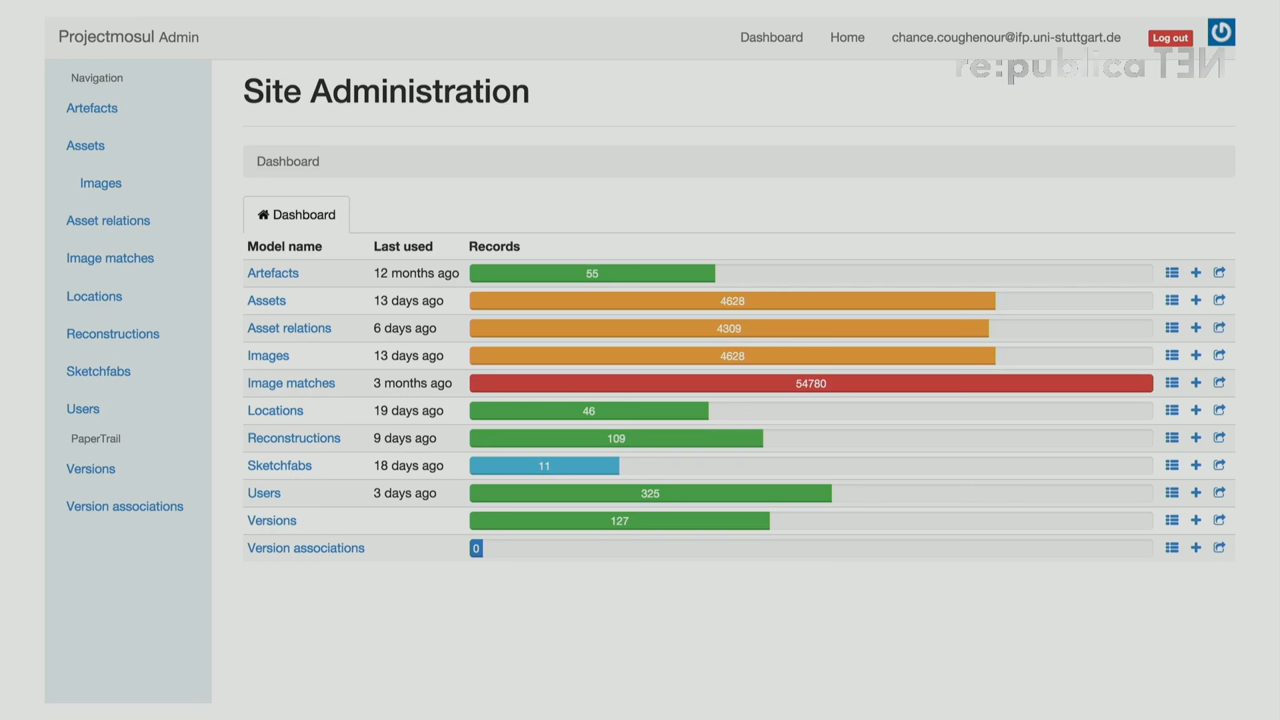 Projectmosul Admin
Dashboard Home chance.coughenour@ifp.uni-stuttgart.de Log out
re:publica TEN
Navigation
Artefacts
Assets
Images
Asset relations
Image matches
Locations
Reconstructions
Sketchfabs
Users
PaperTrail
Versions
Version associations
Site Administration
Dashboard
Dashboard
Model name Last used Records
Artefacts 12 months ago 55
Assets 13 days ago 4628
Asset relations 6 days ago 4309
Images 13 days ago 4628
Image matches 3 months ago 54780
Locations 19 days ago 46
Reconstructions 9 days ago 109
Sketchfabs 18 days ago 11
Users 3 days ago 325
Versions 127
Version associations 0